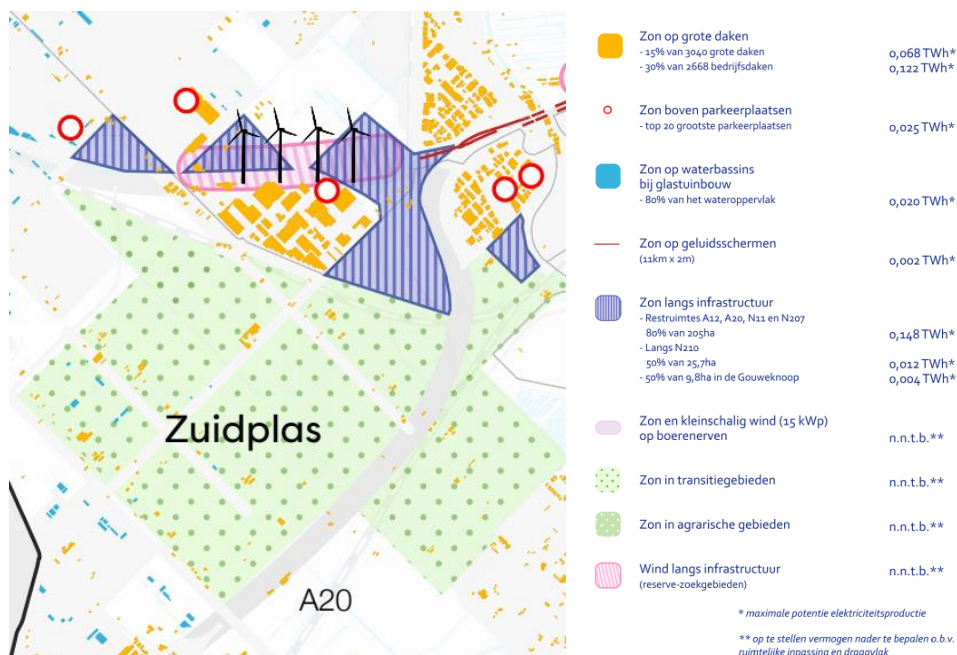 Zuidplas
A20
Zon op grote daken
- 15% van 3040 grote daken 0,068 TWh*
- 30% van 2668 bedrijfsdaken 0,122 TWh*
Zon boven parkeerplaatsen
- top 20 grootste parkeerplaatsen 0,025 TWh*
Zon op waterbassins
bij glastuinbouw
- 80% van het wateroppervlak 0,020 TWh*
Zon op geluidsschermen
(11km x 2m) 0,002 TWh*
Zon langs infrastructuur
- Restruimtes A12, A20, N11 en N207
80% van 205ha 0,148 TWh*
- Langs N210
50% van 25,7ha 0,012 TWh*
- 50% van 9,8ha in de Gouweknoop 0,004 TWh*
Zon en kleinschalig wind (15 kWp)
op boerenerven n.n.t.b.**
Zon in transitiegebieden n.n.t.b.**
Zon in agrarische gebieden n.n.t.b.**
Wind langs infrastructuur n.n.t.b.**
(reserve-zoekgebieden)
* maximale potentie elektriciteitsproductie
** op te stellen vermogen nader te bepalen o.b.v.
ruimtelijke inpassing en draagvlak